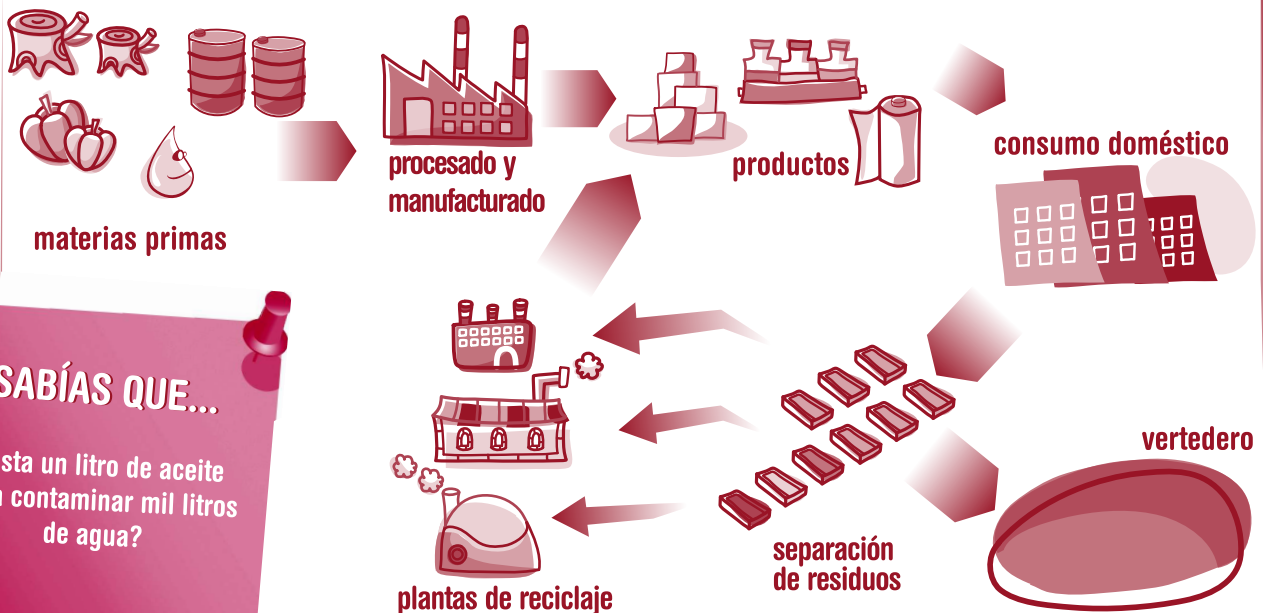 materias primas
procesado y
manufacturado
productos
consumo doméstico
SABÍAS QUE...
un litro de aceite
contaminar mil litros
de agua?
vertedero
separación
de residuos
plantas de reciclaje